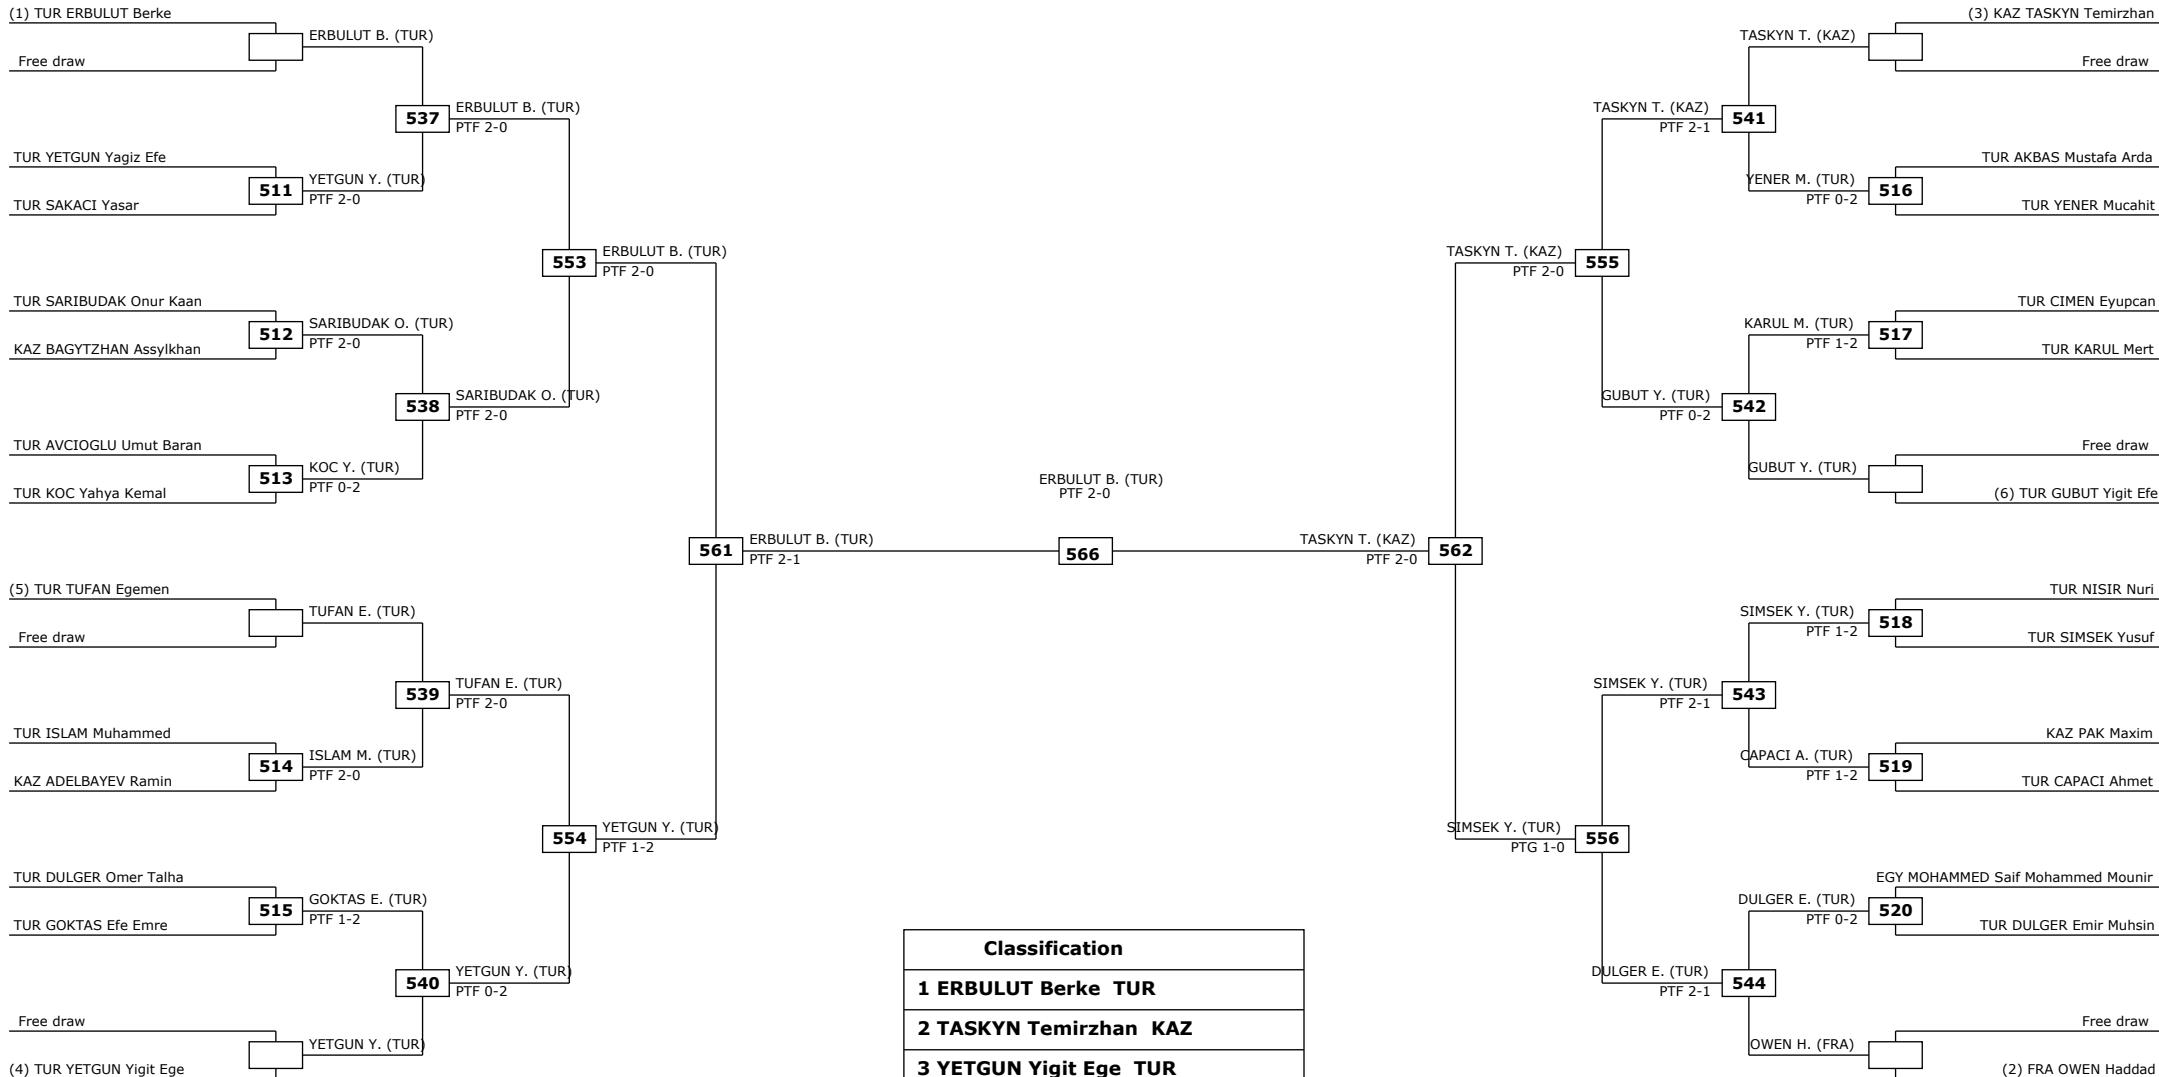 (1) TUR ERBULUT Berke
ERBULUT B. (TUR)
Free draw
537
ERBULUT B. (TUR)
PTF 2-0
TUR YETGUN Yagiz Efe
511
YETGUN Y. (TUR)
PTF 2-0
TUR SAKACI Yasar
553
ERBULUT B. (TUR)
PTF 2-0
TUR SARIBUDAK Onur Kaan
512
SARIBUDAK O. (TUR)
PTF 2-0
KAZ BAGYTZHAN Assylkhan
538
SARIBUDAK O. (TUR)
PTF 2-0
TUR AVCIOGLU Umut Baran
513
KOC Y. (TUR)
PTF 0-2
TUR KOC Yahya Kemal
561
ERBULUT B. (TUR)
PTF 2-1
(5) TUR TUFAN Egemen
TUFAN E. (TUR)
Free draw
539
TUFAN E. (TUR)
PTF 2-0
TUR ISLAM Muhammed
514
ISLAM M. (TUR)
PTF 2-0
KAZ ADELBAYEV Ramin
554
YETGUN Y. (TUR)
PTF 1-2
TUR DULGER Omer Talha
515
GOKTAS E. (TUR)
PTF 1-2
TUR GOKTAS Efe Emre
540
YETGUN Y. (TUR)
PTF 0-2
Free draw
YETGUN Y. (TUR)
(4) TUR YETGUN Yigit Ege
ERBULUT B. (TUR)
PTF 2-0
566
Classification
1 ERBULUT Berke TUR
2 TASKYN Temirzhan KAZ
3 YETGUN Yigit Ege TUR
(3) KAZ TASKYN Temirzhan
TASKYN T. (KAZ)
Free draw
TASKYN T. (KAZ)
PTF 2-1
541
TUR AKBAS Mustafa Arda
YENER M. (TUR)
PTF 0-2
516
TUR YENER Mucahit
TASKYN T. (KAZ)
PTF 2-0
555
TUR CIMEN Eyupcan
KARUL M. (TUR)
PTF 1-2
517
TUR KARUL Mert
GUBUT Y. (TUR)
PTF 0-2
542
Free draw
GUBUT Y. (TUR)
(6) TUR GUBUT Yigit Efe
TASKYN T. (KAZ)
PTF 2-0
562
TUR NISIR Nuri
SIMSEK Y. (TUR)
PTF 1-2
518
TUR SIMSEK Yusuf
SIMSEK Y. (TUR)
PTF 2-1
543
KAZ PAK Maxim
CAPACI A. (TUR)
PTF 1-2
519
TUR CAPACI Ahmet
SIMSEK Y. (TUR)
PTG 1-0
556
EGY MOHAMMED Saif Mohammed Mounir
DULGER E. (TUR)
PTF 0-2
520
TUR DULGER Emir Muhsin
DULGER E. (TUR)
PTF 2-1
544
Free draw
OWEN H. (FRA)
(2) FRA OWEN Haddad